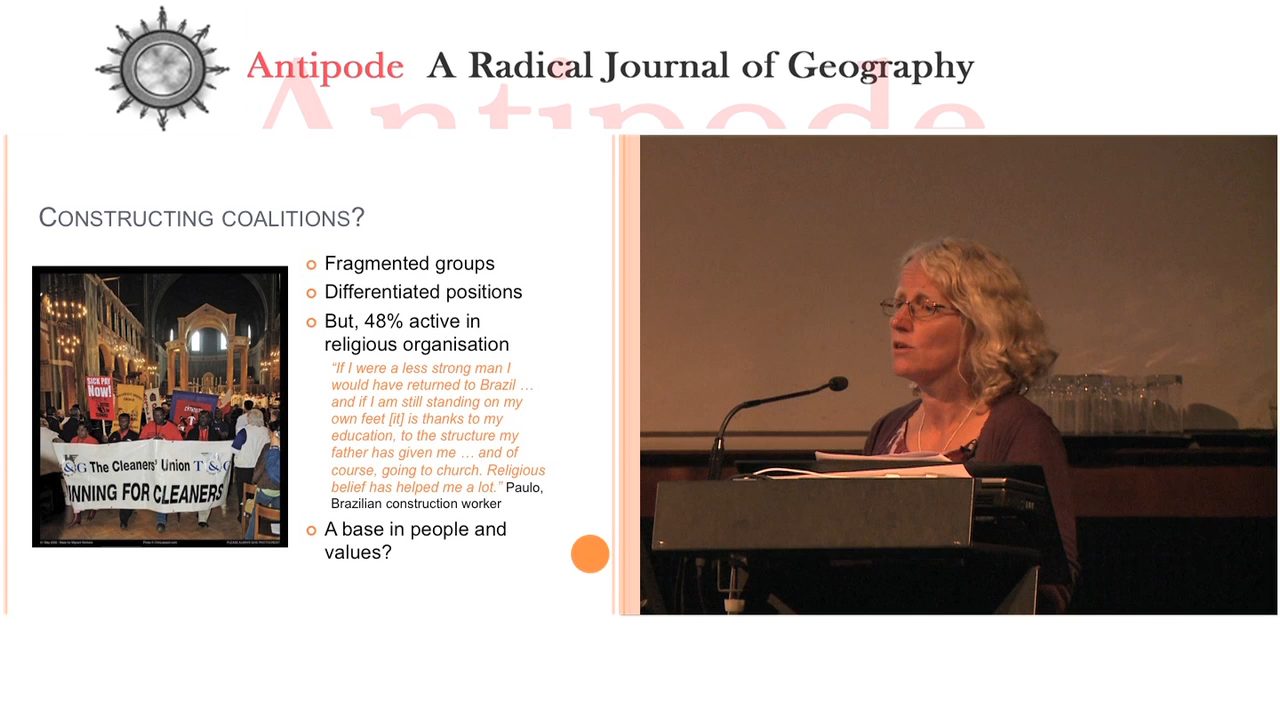 Antipode A Radical Journal of Geography
Antipode
CONSTRUCTING COALITIONS?
Fragmented groups
Differentiated positions
But, 48% active in
religious organisation
“If I were a less strong man I
would have returned to Brazil …
and if I am still standing on my
own feet [it] is thanks to my
education, to the structure my
father has given me … and of
course, going to church. Religious
belief has helped me a lot.” Paulo,
Brazilian construction worker
A base in people and
values?
SICK PAY
Now!
&G The Cleaners' Union T &G
INNING FOR CLEANERS